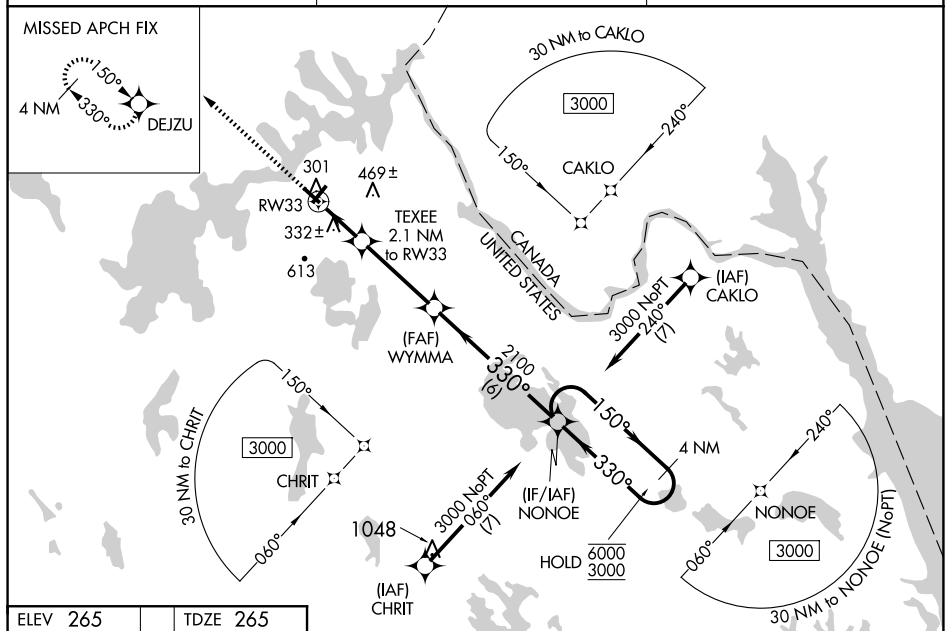 MISSED APCH FIX
150°
4 NM
330°
DEJZU
30 NM to CAKLO
3000
240°
150°
CAKLO
301
469±
RW33
TEXEE
2.1 NM
to RW33
332±
613
CANADA
UNITED STATES
(IAF)
CAKLO
3000 NoPT
240°
(7)
(FAF)
WYMMA
2100
330°
(6)
150°
30 NM to CHRIT
3000
CHRIT
060°
150°
330°
4 NM
(IF/IAF)
NONOE
HOLD
6000
3000
3000 NoPT
060°
(7)
1048
(IAF)
CHRIT
240°
NONOE
060°
3000
30 NM to NONOE (NoPT)
ELEV 265
TDZE 265